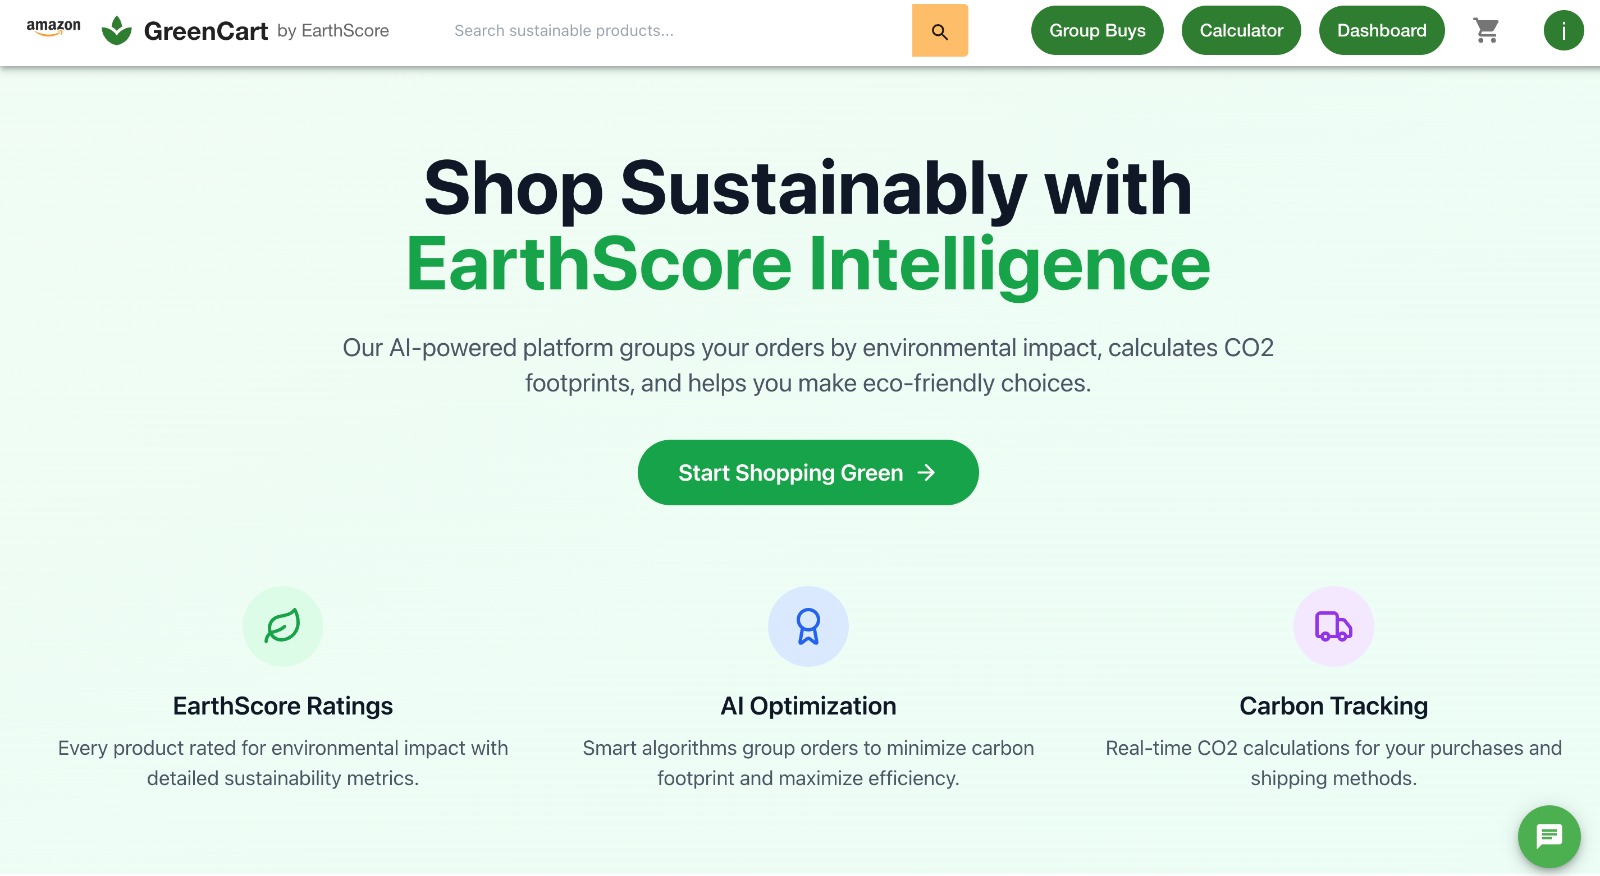 amazon GreenCart by EarthScore Search sustainable products... Group Buys Calculator Dashboard i
Shop Sustainably with
EarthScore Intelligence
Our AI-powered platform groups your orders by environmental impact, calculates CO2
footprints, and helps you make eco-friendly choices.
Start Shopping Green →
EarthScore Ratings
Every product rated for environmental impact with
detailed sustainability metrics.
AI Optimization
Smart algorithms group orders to minimize carbon
footprint and maximize efficiency.
Carbon Tracking
Real-time CO2 calculations for your purchases and
shipping methods.